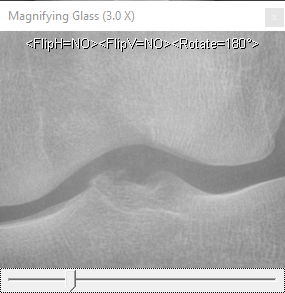 Magnifying Glass (3.0 X)
<FlipH=NO><FlipV=NO><Rotate=180°>